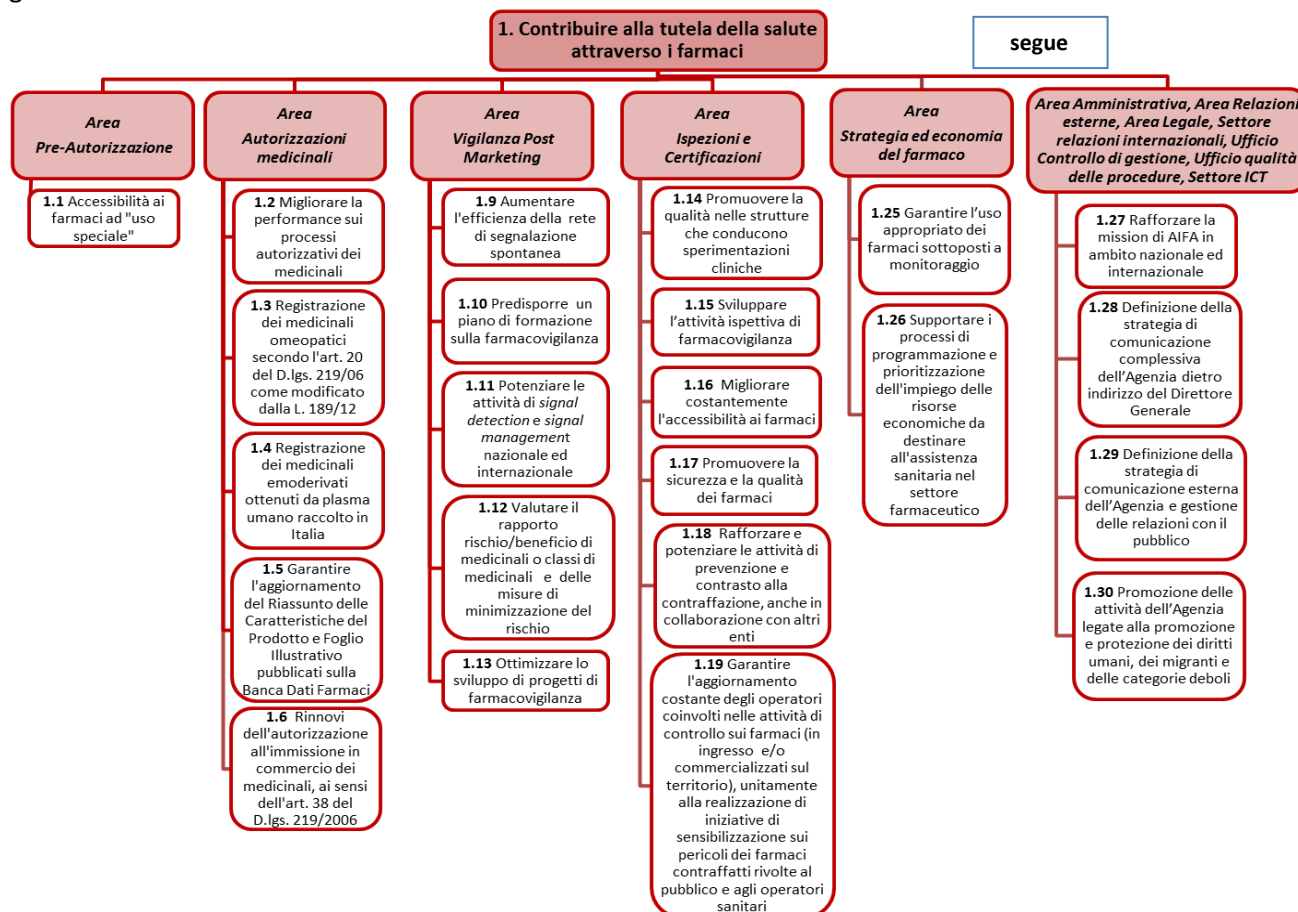 1. Contribuire alla tutela della salute
attraverso i farmaci
segue
Area
Pre-Autorizzazione
1.1 Accessibilità ai
farmaci ad "uso
speciale"
Area
Autorizzazioni
medicinali
1.2 Migliorare la
performance sui
processi
autorizzativi dei
medicinali
1.3 Registrazione
dei medicinali
omeopatici
secondo l'art. 20
del D.lgs. 219/06
come modificato
dalla L. 189/12
1.4 Registrazione
dei medicinali
emoderivati
ottenuti da plasma
umano raccolto in
Italia
1.5 Garantire
l'aggiornamento
del Riassunto delle
Caratteristiche del
Prodotto e Foglio
Illustrativo
pubblicati sulla
Banca Dati Farmaci
1.6 Rinnovi
dell'autorizzazione
all'immissione in
commercio dei
medicinali, ai sensi
dell'art. 38 del
D.lgs. 219/2006
Area
Vigilanza Post
Marketing
1.9 Aumentare
l'efficienza della rete
di segnalazione
spontanea
1.10 Predisporre un
piano di formazione
sulla farmacovigilanza
1.11 Potenziare le
attività di signal
detection e signal
management
nazionale ed
internazionale
1.12 Valutare il
rapporto
rischio/beneficio di
medicinali o classi di
medicinali e delle
misure di
minimizzazione del
rischio
1.13 Ottimizzare lo
sviluppo di progetti di
farmacovigilanza
Area
Ispezioni e
Certificazioni
1.14 Promuovere la
qualità nelle strutture
che conducono
sperimentazioni
cliniche
1.15 Sviluppare
l’attività ispettiva di
farmacovigilanza
1.16 Migliorare
costantemente
l'accessibilità ai farmaci
1.17 Promuovere la
sicurezza e la qualità
dei farmaci
1.18 Rafforzare e
potenziare le attività di
prevenzione e
contrasto alla
contraffazione, anche in
collaborazione con altri
enti
1.19 Garantire
l'aggiornamento
costante degli operatori
coinvolti nelle attività di
controllo sui farmaci (in
ingresso e/o
commercializzati sul
territorio), unitamente
alla realizzazione di
iniziative di
sensibilizzazione sui
pericoli dei farmaci
contraffatti rivolte al
pubblico e agli operatori
sanitari
Area
Strategia ed economia
del farmaco
1.25 Garantire l’uso
appropriato dei
farmaci sottoposti a
monitoraggio
1.26 Supportare i
processi di
programmazione e
prioritizzazione
dell'impiego delle
risorse
economiche da
destinare
all'assistenza
sanitaria nel
settore
farmaceutico
Area Amministrativa, Area Relazioni
esterne, Area Legale, Settore
relazioni internazionali, Ufficio
Controllo di gestione, Ufficio qualità
delle procedure, Settore ICT
1.27 Rafforzare la
mission di AIFA in
ambito nazionale ed
internazionale
1.28 Definizione della
strategia di
comunicazione
complessiva
dell’Agenzia dietro
indirizzo del Direttore
Generale
1.29 Definizione della
strategia di
comunicazione esterna
dell’Agenzia e gestione
delle relazioni con il
pubblico
1.30 Promozione delle
attività dell’Agenzia
legate alla promozione
e protezione dei diritti
umani, dei migranti e
delle categorie deboli